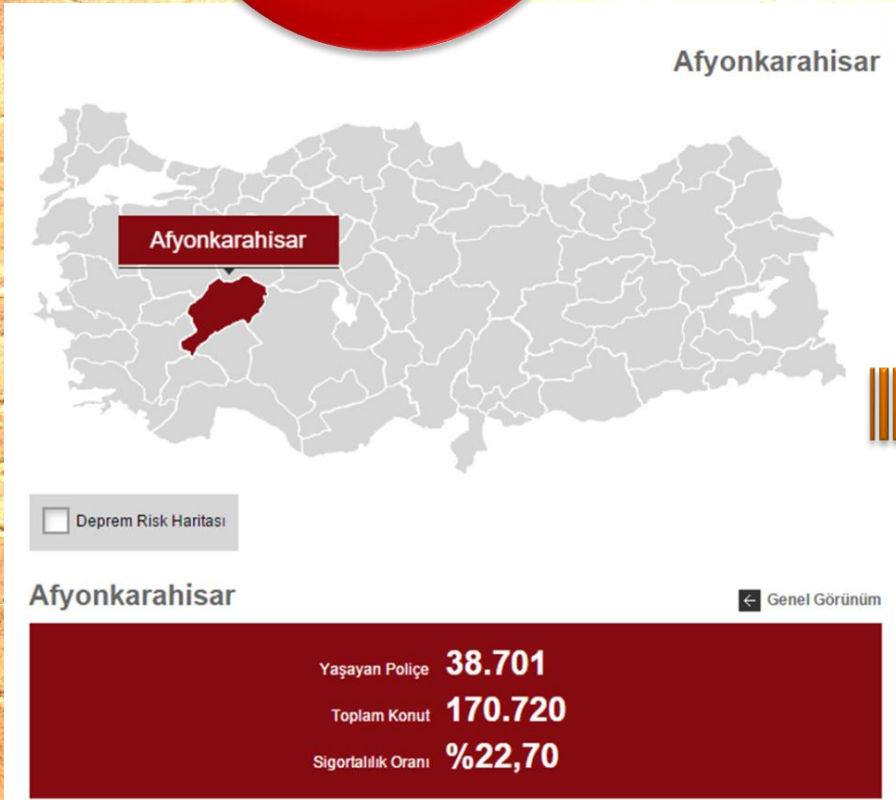 Afyonkarahisar
Afyonkarahisar
Deprem Risk Haritası
Afyonkarahisar
Genel Görünüm
Yaşayan Poliçe 38.701
Toplam Konut 170.720
Sigortalılık Oranı %22,70